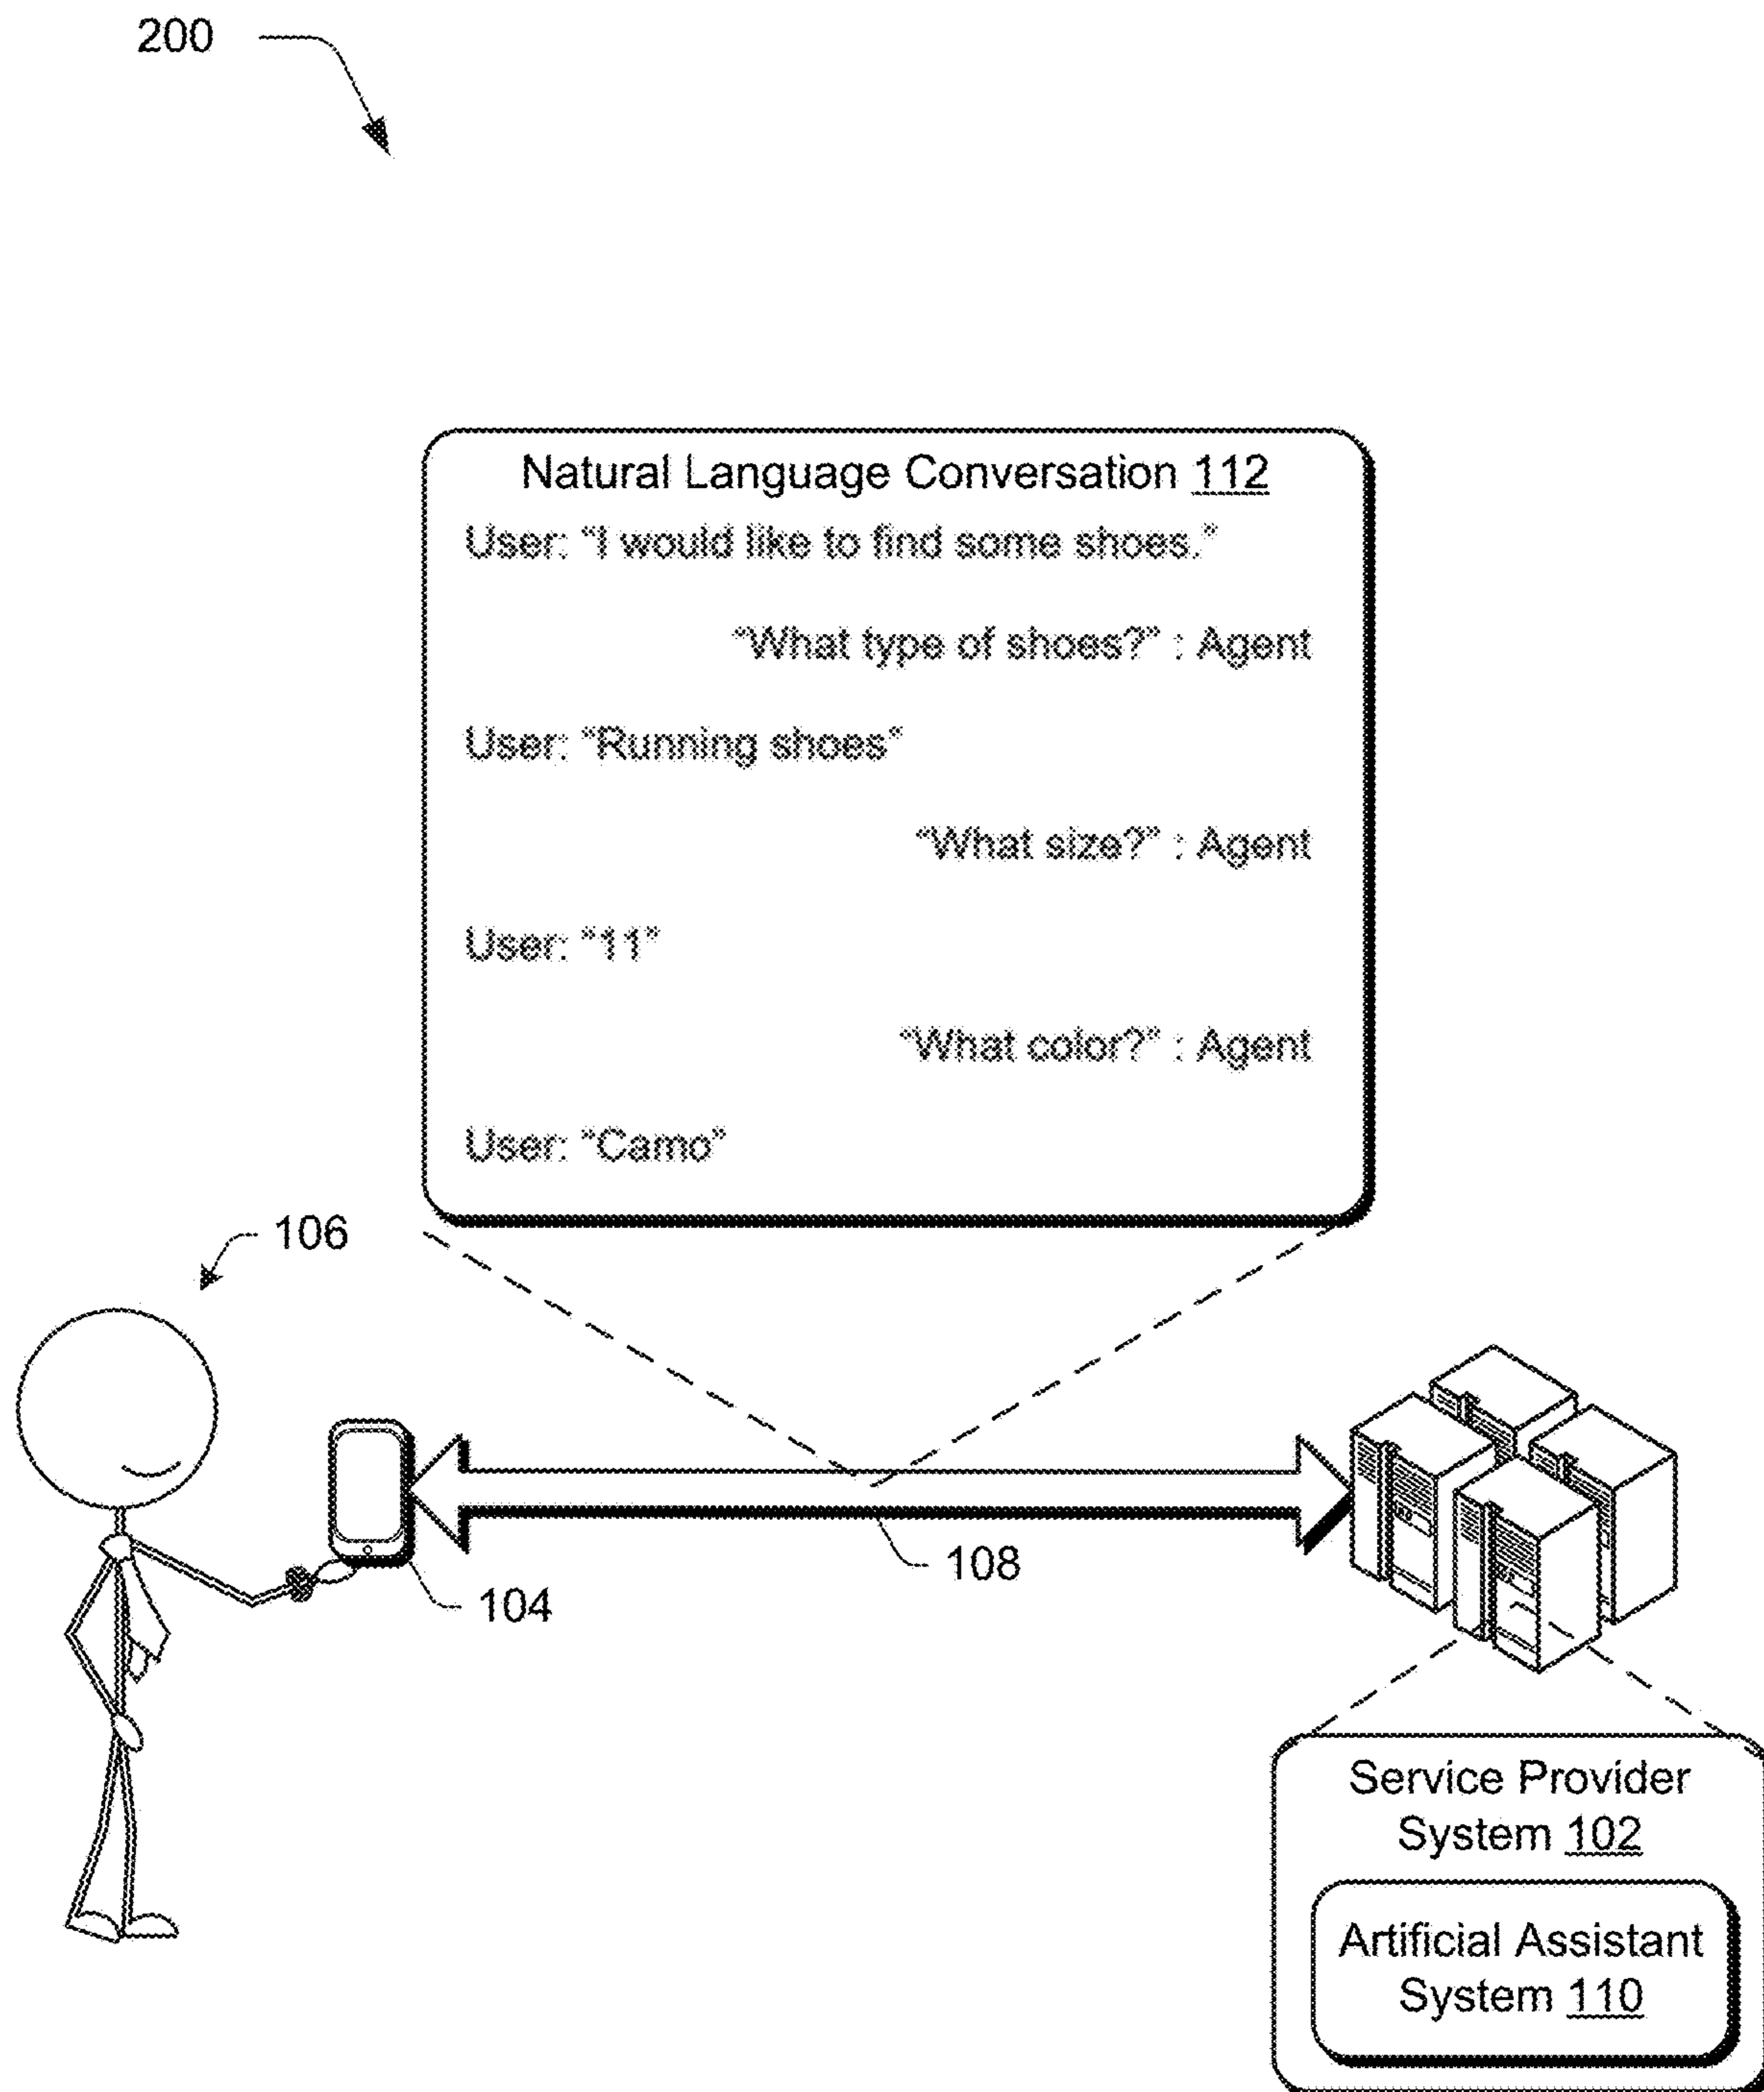 200
Natural Language Conversation 112
User: “I would like to find some shoes.”
“What type of shoes?” : Agent
User: “Running shoes”
“What size?” : Agent
User: “11”
“What color?” : Agent
User: “Camo”
106
108
104
Service Provider
System 102
Artificial Assistant
System 110